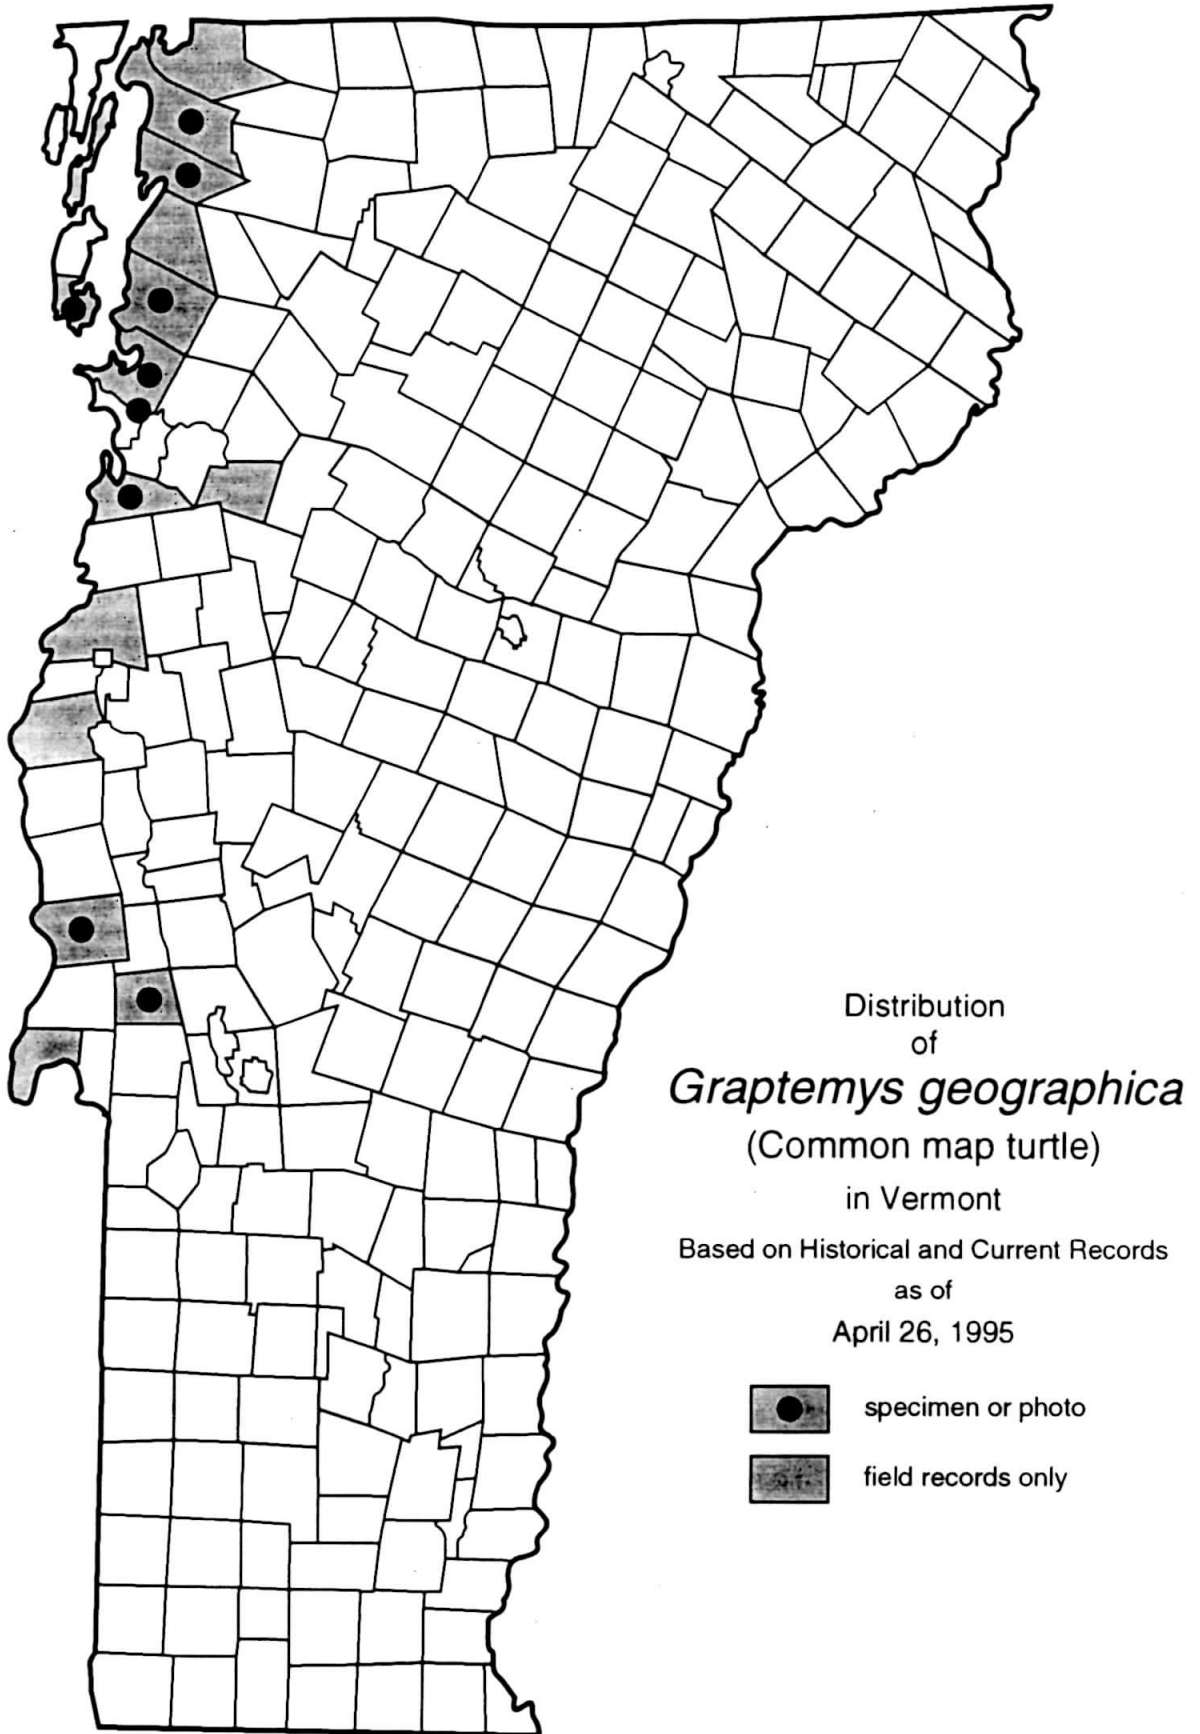 Distribution
of
Graptemys geographica
(Common map turtle)
in Vermont
Based on Historical and Current Records
as of
April 26, 1995
specimen or photo
field records only